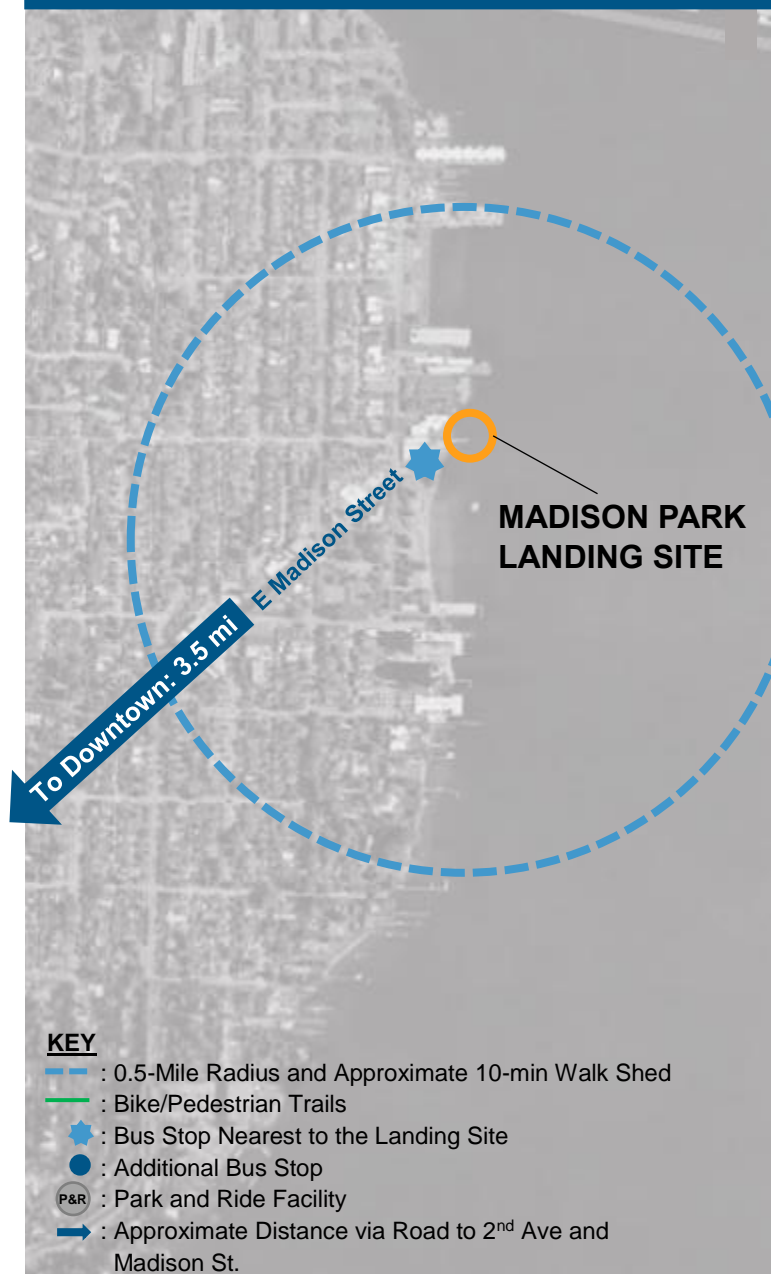 MADISON PARK
LANDING SITE
E Madison Street
To Downtown: 3.5 mi
KEY
: 0.5-Mile Radius and Approximate 10-min Walk Shed
: Bike/Pedestrian Trails
: Bus Stop Nearest to the Landing Site
: Additional Bus Stop
P&R : Park and Ride Facility
: Approximate Distance via Road to 2nd Ave and
Madison St.